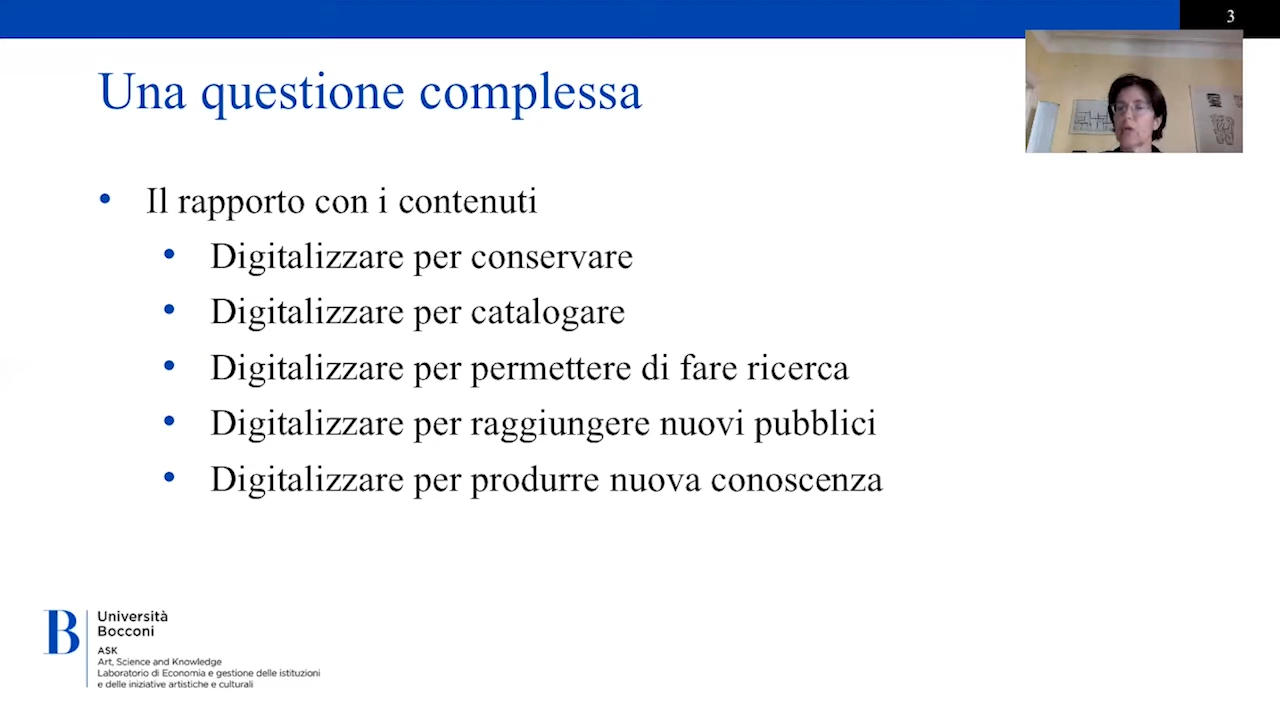 3
Una questione complessa
• Il rapporto con i contenuti
• Digitalizzare per conservare
• Digitalizzare per catalogare
• Digitalizzare per permettere di fare ricerca
• Digitalizzare per raggiungere nuovi pubblici
• Digitalizzare per produrre nuova conoscenza
B
Università
Bocconi
ASK
Art, Science and Knowledge
Laboratorio di Economia e gestione delle istituzioni
e delle iniziative artistiche e culturali